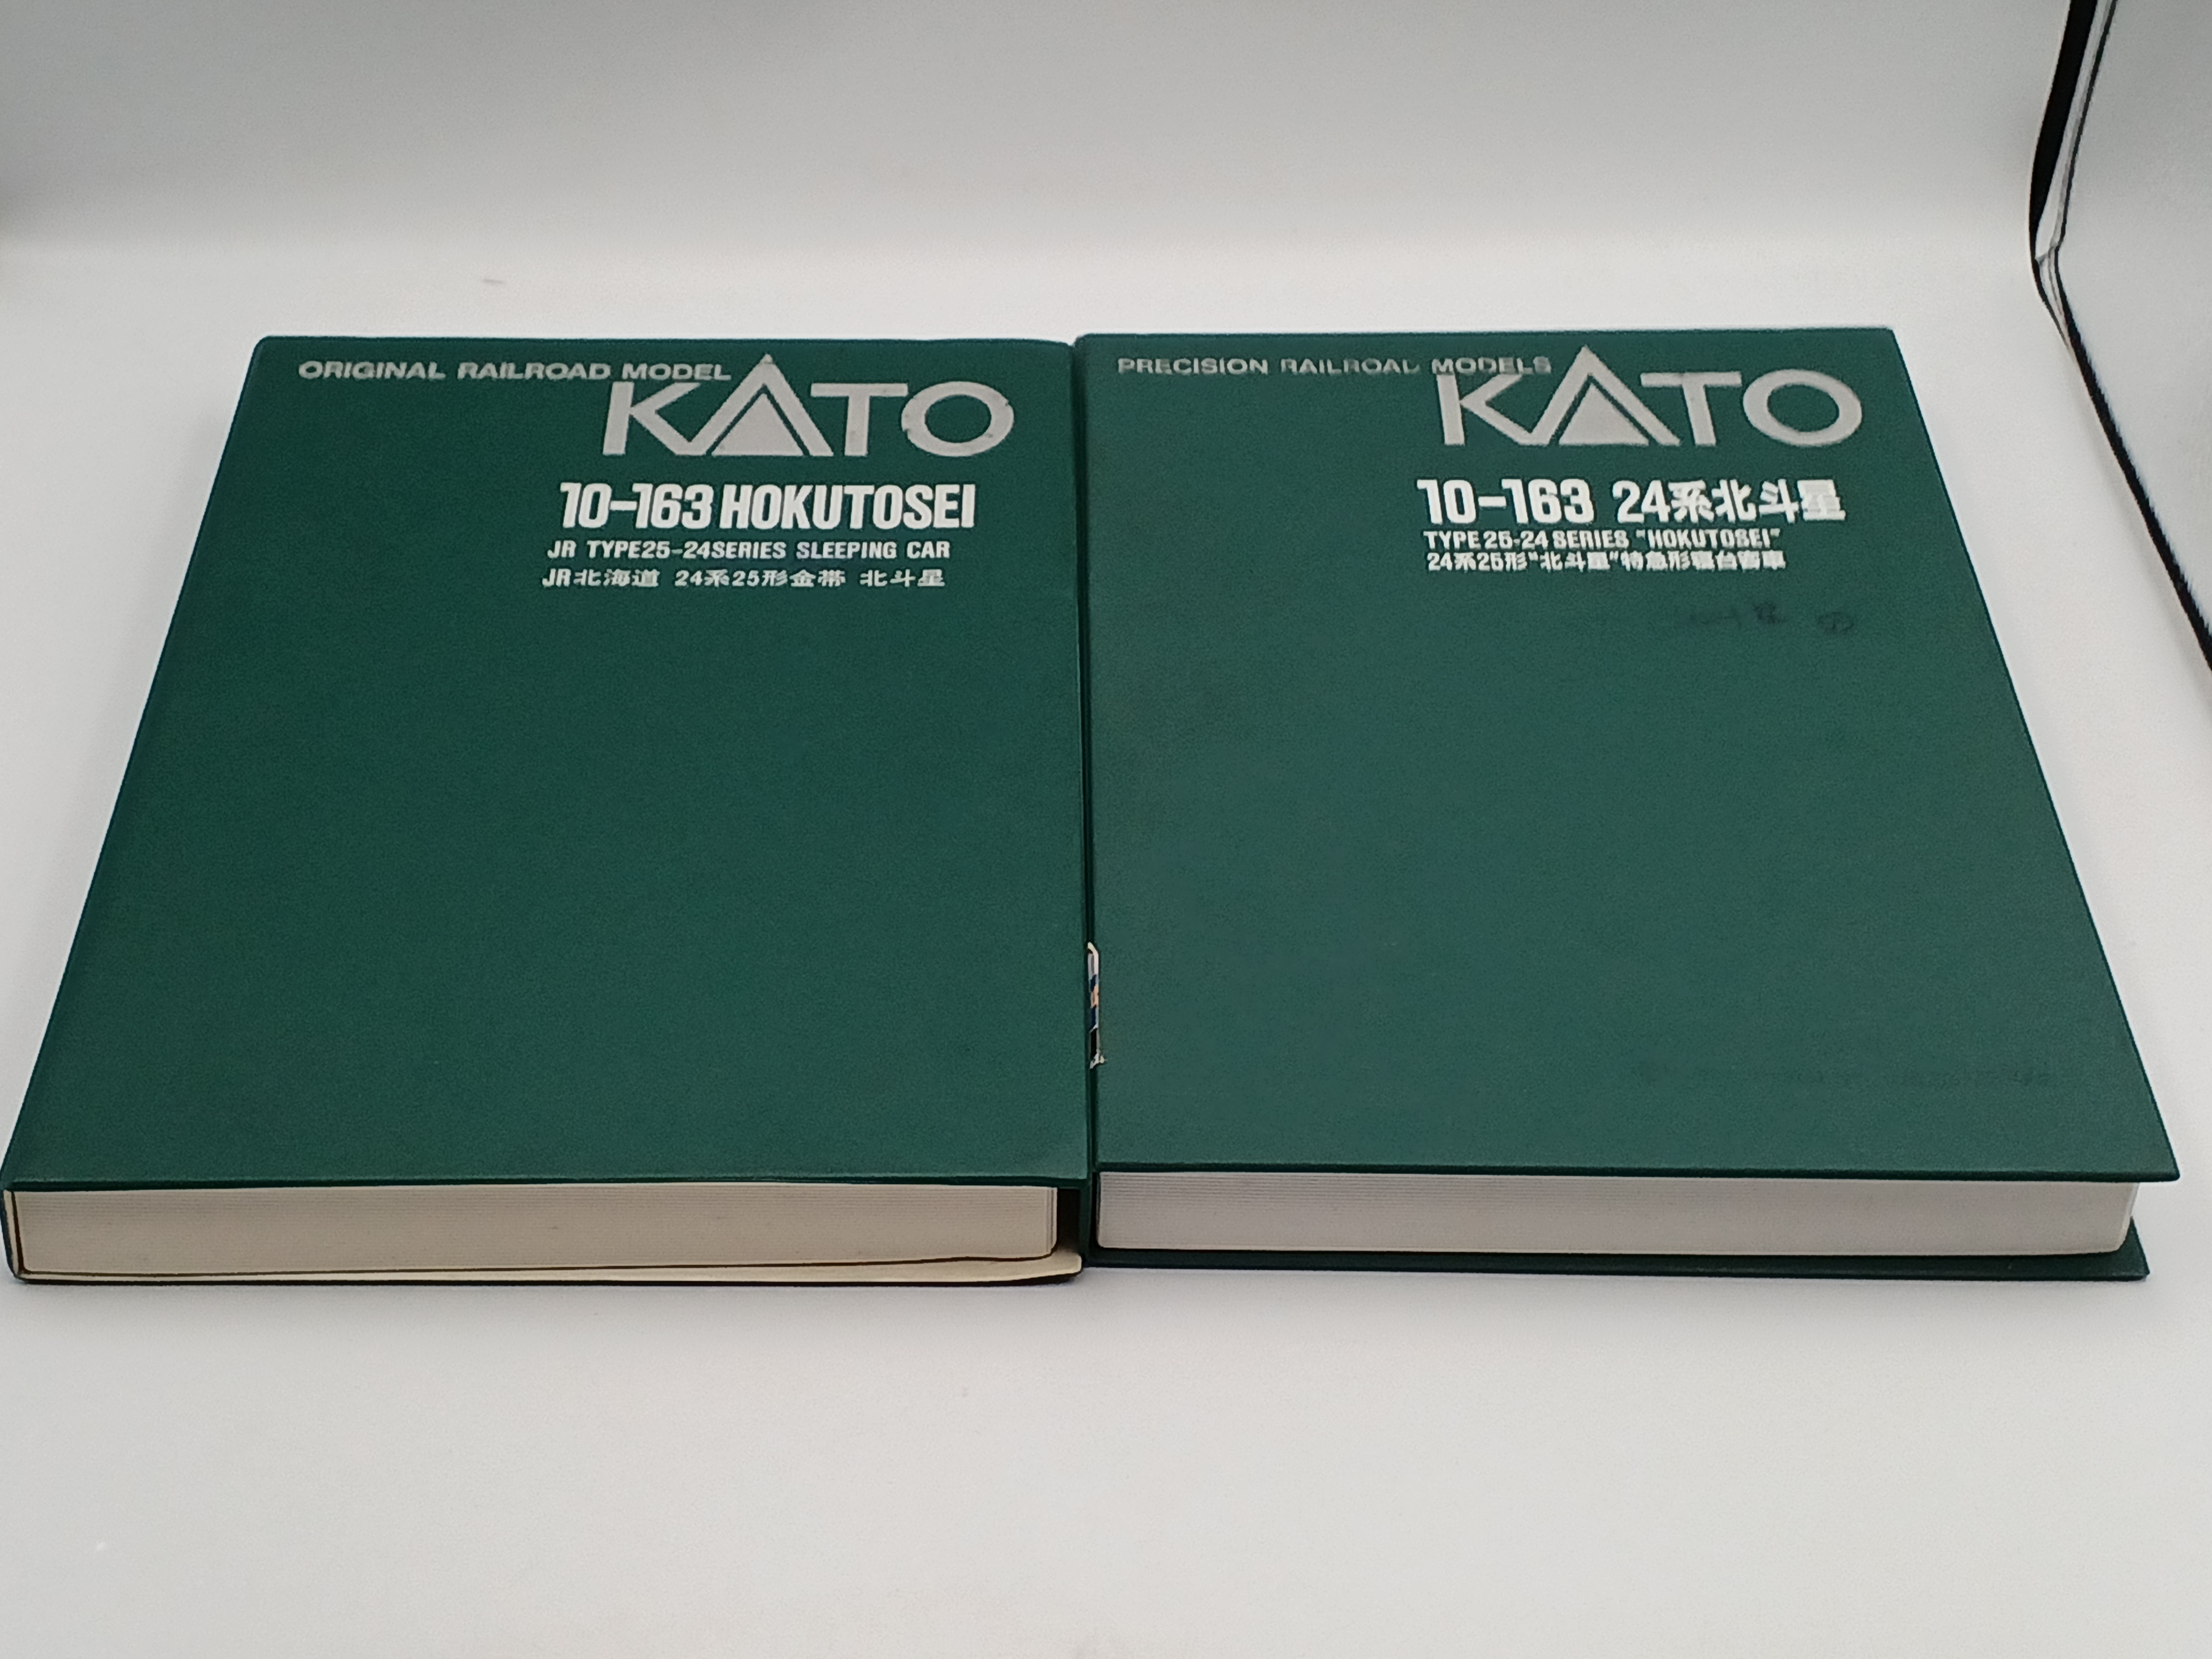 ORIGINAL RAILROAD MODEL
KATO
10-163 HOKUTOSEI
JR TYPE25-24SERIES SLEEPING CAR
JR北海道 24系25形金帯 北斗星
PRECISION RAILROAD MODELS
KATO
10-163 24系北斗星
TYPE 25-24 SERIES "HOKUTOSEI"
24系25形"北斗星"特急形寝台客車